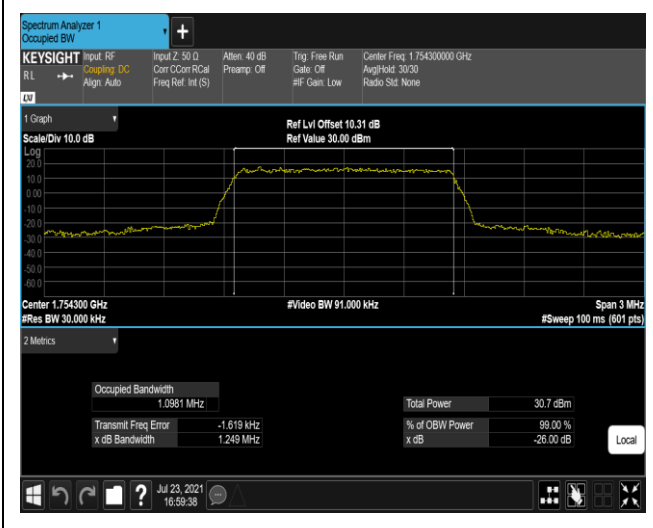 Spectrum Analyzer 1
Occupied BW
+
KEYSIGHT
RL
LXI
Input: RF
Coupling: DC
Align: Auto
Input Z: 50 Ω
Corr CCorr RCal
Freq Ref: Int (S)
Atten: 40 dB
Preamp: Off
Trig: Free Run
Gate: Off
#IF Gain: Low
Center Freq: 1.754300000 GHz
Avg|Hold: 30/30
Radio Std: None
1 Graph
Scale/Div 10.0 dB
Ref Lvl Offset 10.31 dB
Ref Value 30.00 dBm
Log
20.0
10.0
0.00
-10.0
-20.0
-30.0
-40.0
-50.0
-60.0
Center 1.754300 GHz
#Video BW 91.000 kHz
Span 3 MHz
#Res BW 30.000 kHz
#Sweep 100 ms (601 pts)
2 Metrics
Occupied Bandwidth
1.0981 MHz
Total Power 30.7 dBm
Transmit Freq Error -1.619 kHz
% of OBW Power 99.00 %
x dB Bandwidth 1.249 MHz
x dB -26.00 dB
Local
?
Jul 23, 2021
16:59:38